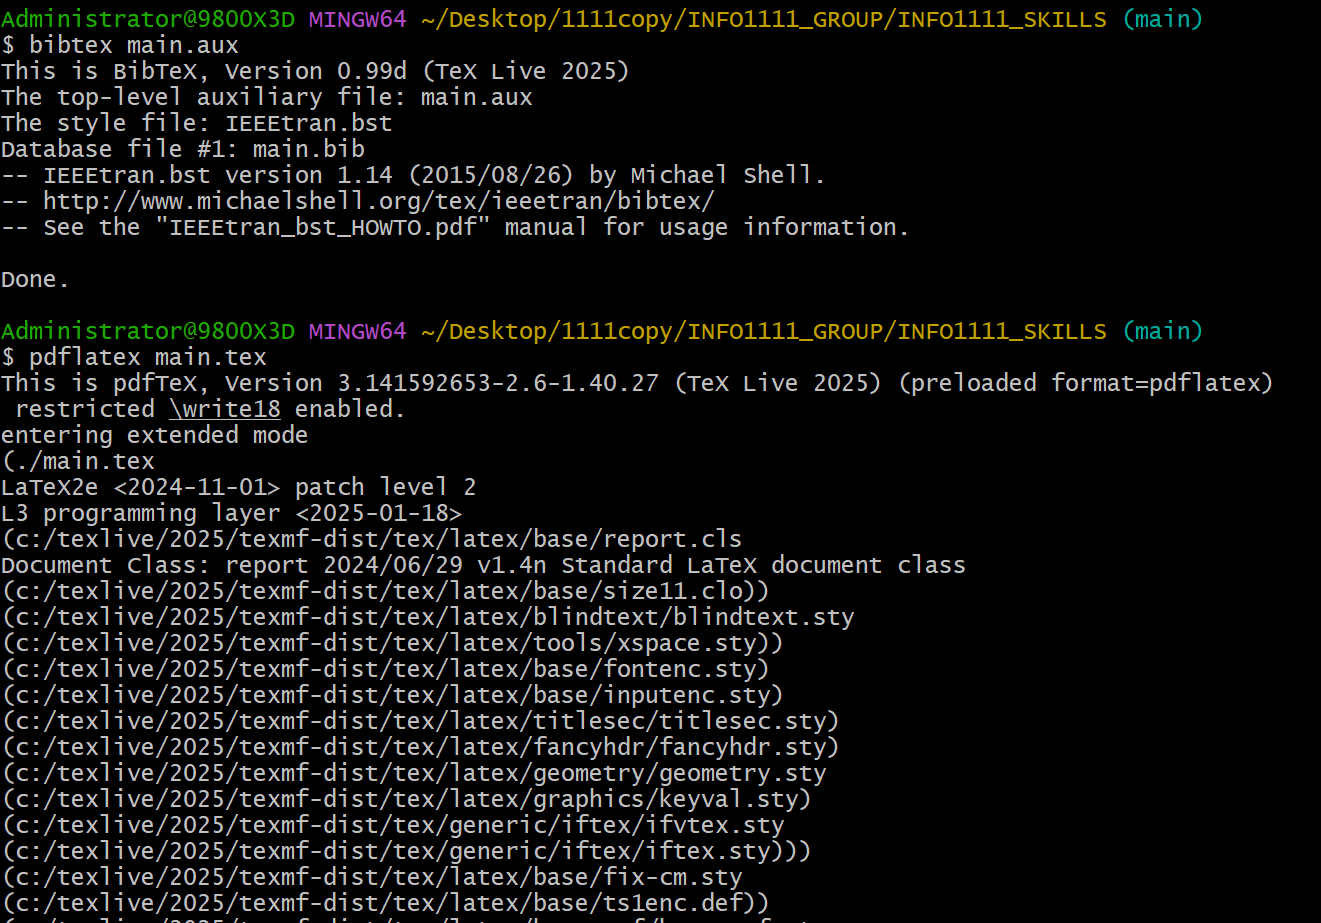 Administrator@9800X3D MINGW64 ~/Desktop/1111copy/INFO1111_GROUP/INFO1111_SKILLS (main)
$ bibtex main.aux
This is BibTeX, Version 0.99d (TeX Live 2025)
The top-level auxiliary file: main.aux
The style file: IEEEtran.bst
Database file #1: main.bib
-- IEEEtran.bst version 1.14 (2015/08/26) by Michael Shell.
-- http://www.michaelshell.org/tex/ieeetran/bibtex/
-- See the "IEEEtran_bst_HOWTO.pdf" manual for usage information.
Done.
Administrator@9800X3D MINGW64 ~/Desktop/1111copy/INFO1111_GROUP/INFO1111_SKILLS (main)
$ pdflatex main.tex
This is pdfTeX, Version 3.141592653-2.6-1.40.27 (TeX Live 2025) (preloaded format=pdflatex)
 restricted \write18 enabled.
entering extended mode
(./main.tex
LaTeX2e <2024-11-01> patch level 2
L3 programming layer <2025-01-18>
(c:/texlive/2025/texmf-dist/tex/latex/base/report.cls
Document Class: report 2024/06/29 v1.4n Standard LaTeX document class
(c:/texlive/2025/texmf-dist/tex/latex/base/size11.clo))
(c:/texlive/2025/texmf-dist/tex/latex/blindtext/blindtext.sty
(c:/texlive/2025/texmf-dist/tex/latex/tools/xspace.sty))
(c:/texlive/2025/texmf-dist/tex/latex/base/fontenc.sty)
(c:/texlive/2025/texmf-dist/tex/latex/base/inputenc.sty)
(c:/texlive/2025/texmf-dist/tex/latex/titlesec/titlesec.sty)
(c:/texlive/2025/texmf-dist/tex/latex/fancyhdr/fancyhdr.sty)
(c:/texlive/2025/texmf-dist/tex/latex/geometry/geometry.sty
(c:/texlive/2025/texmf-dist/tex/latex/graphics/keyval.sty)
(c:/texlive/2025/texmf-dist/tex/generic/iftex/ifvtex.sty
(c:/texlive/2025/texmf-dist/tex/generic/iftex/iftex.sty)))
(c:/texlive/2025/texmf-dist/tex/latex/base/fix-cm.sty
(c:/texlive/2025/texmf-dist/tex/latex/base/ts1enc.def))